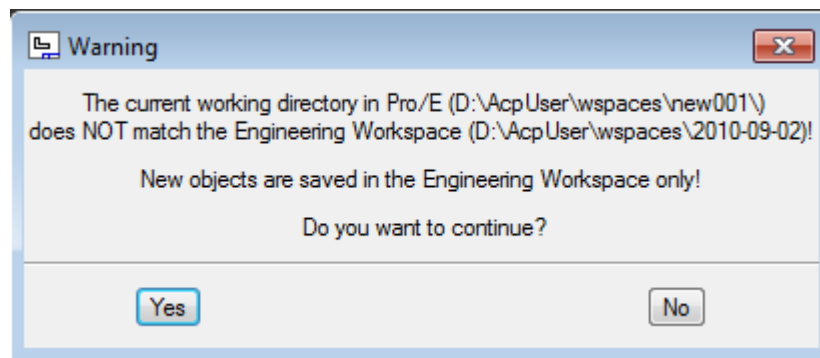 Warning
The current working directory in Pro/E (D:\AcpUser\wspaces\new001\)
does NOT match the Engineering Workspace (D:\AcpUser\wspaces\2010-09-02)!
New objects are saved in the Engineering Workspace only!
Do you want to continue?
Yes
No